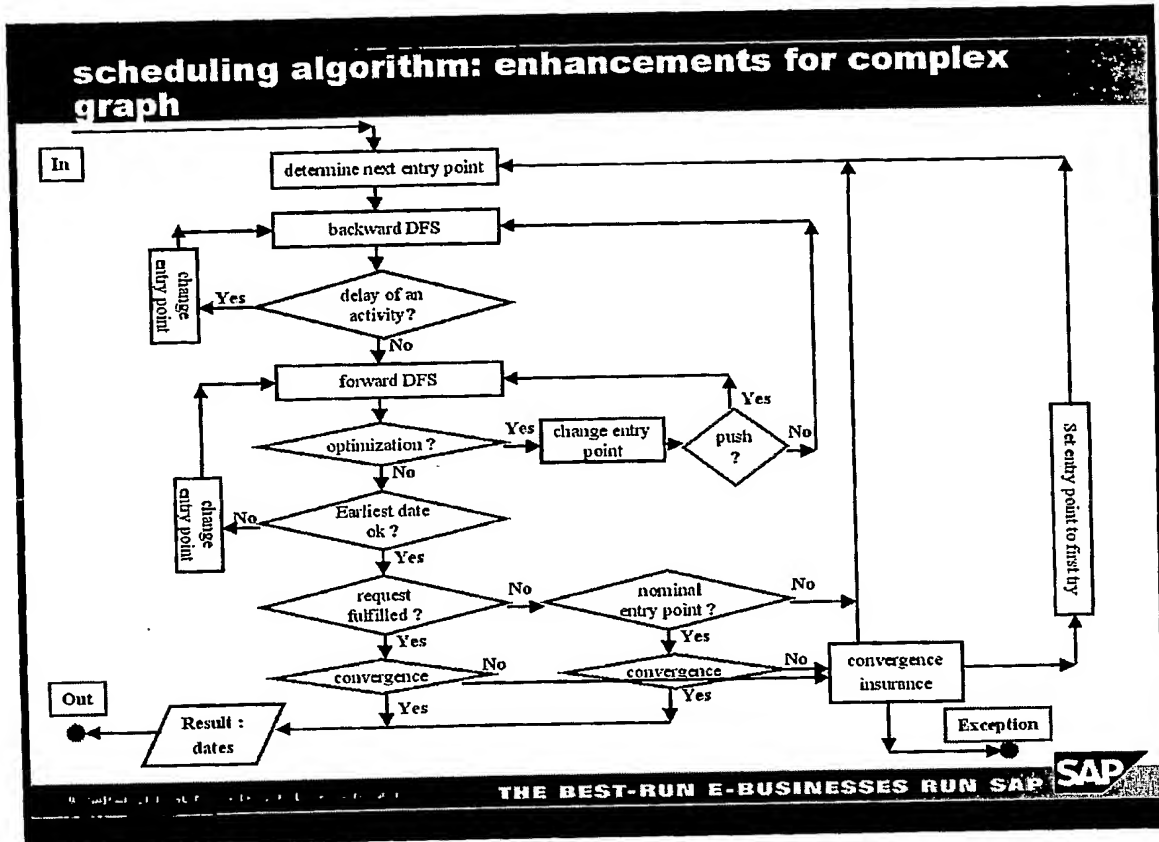 scheduling algorithm: enhancements for complex
graph
In
determine next entry point
backward DFS
change
entry point
Yes
delay of an
activity?
No
forward DFS
Yes
optimization ?
Yes
change entry
point
push
?
No
No
change
entry point
No
Earliest date
ok ?
Yes
Set entry point to first try
request
fulfilled ?
No
nominal
entry point ?
No
Yes
Yes
convergence
No
convergence
No
convergence
insurance
Out
Yes
Yes
Result :
dates
Exception
THE BEST-RUN E-BUSINESSES RUN SAP
SAP